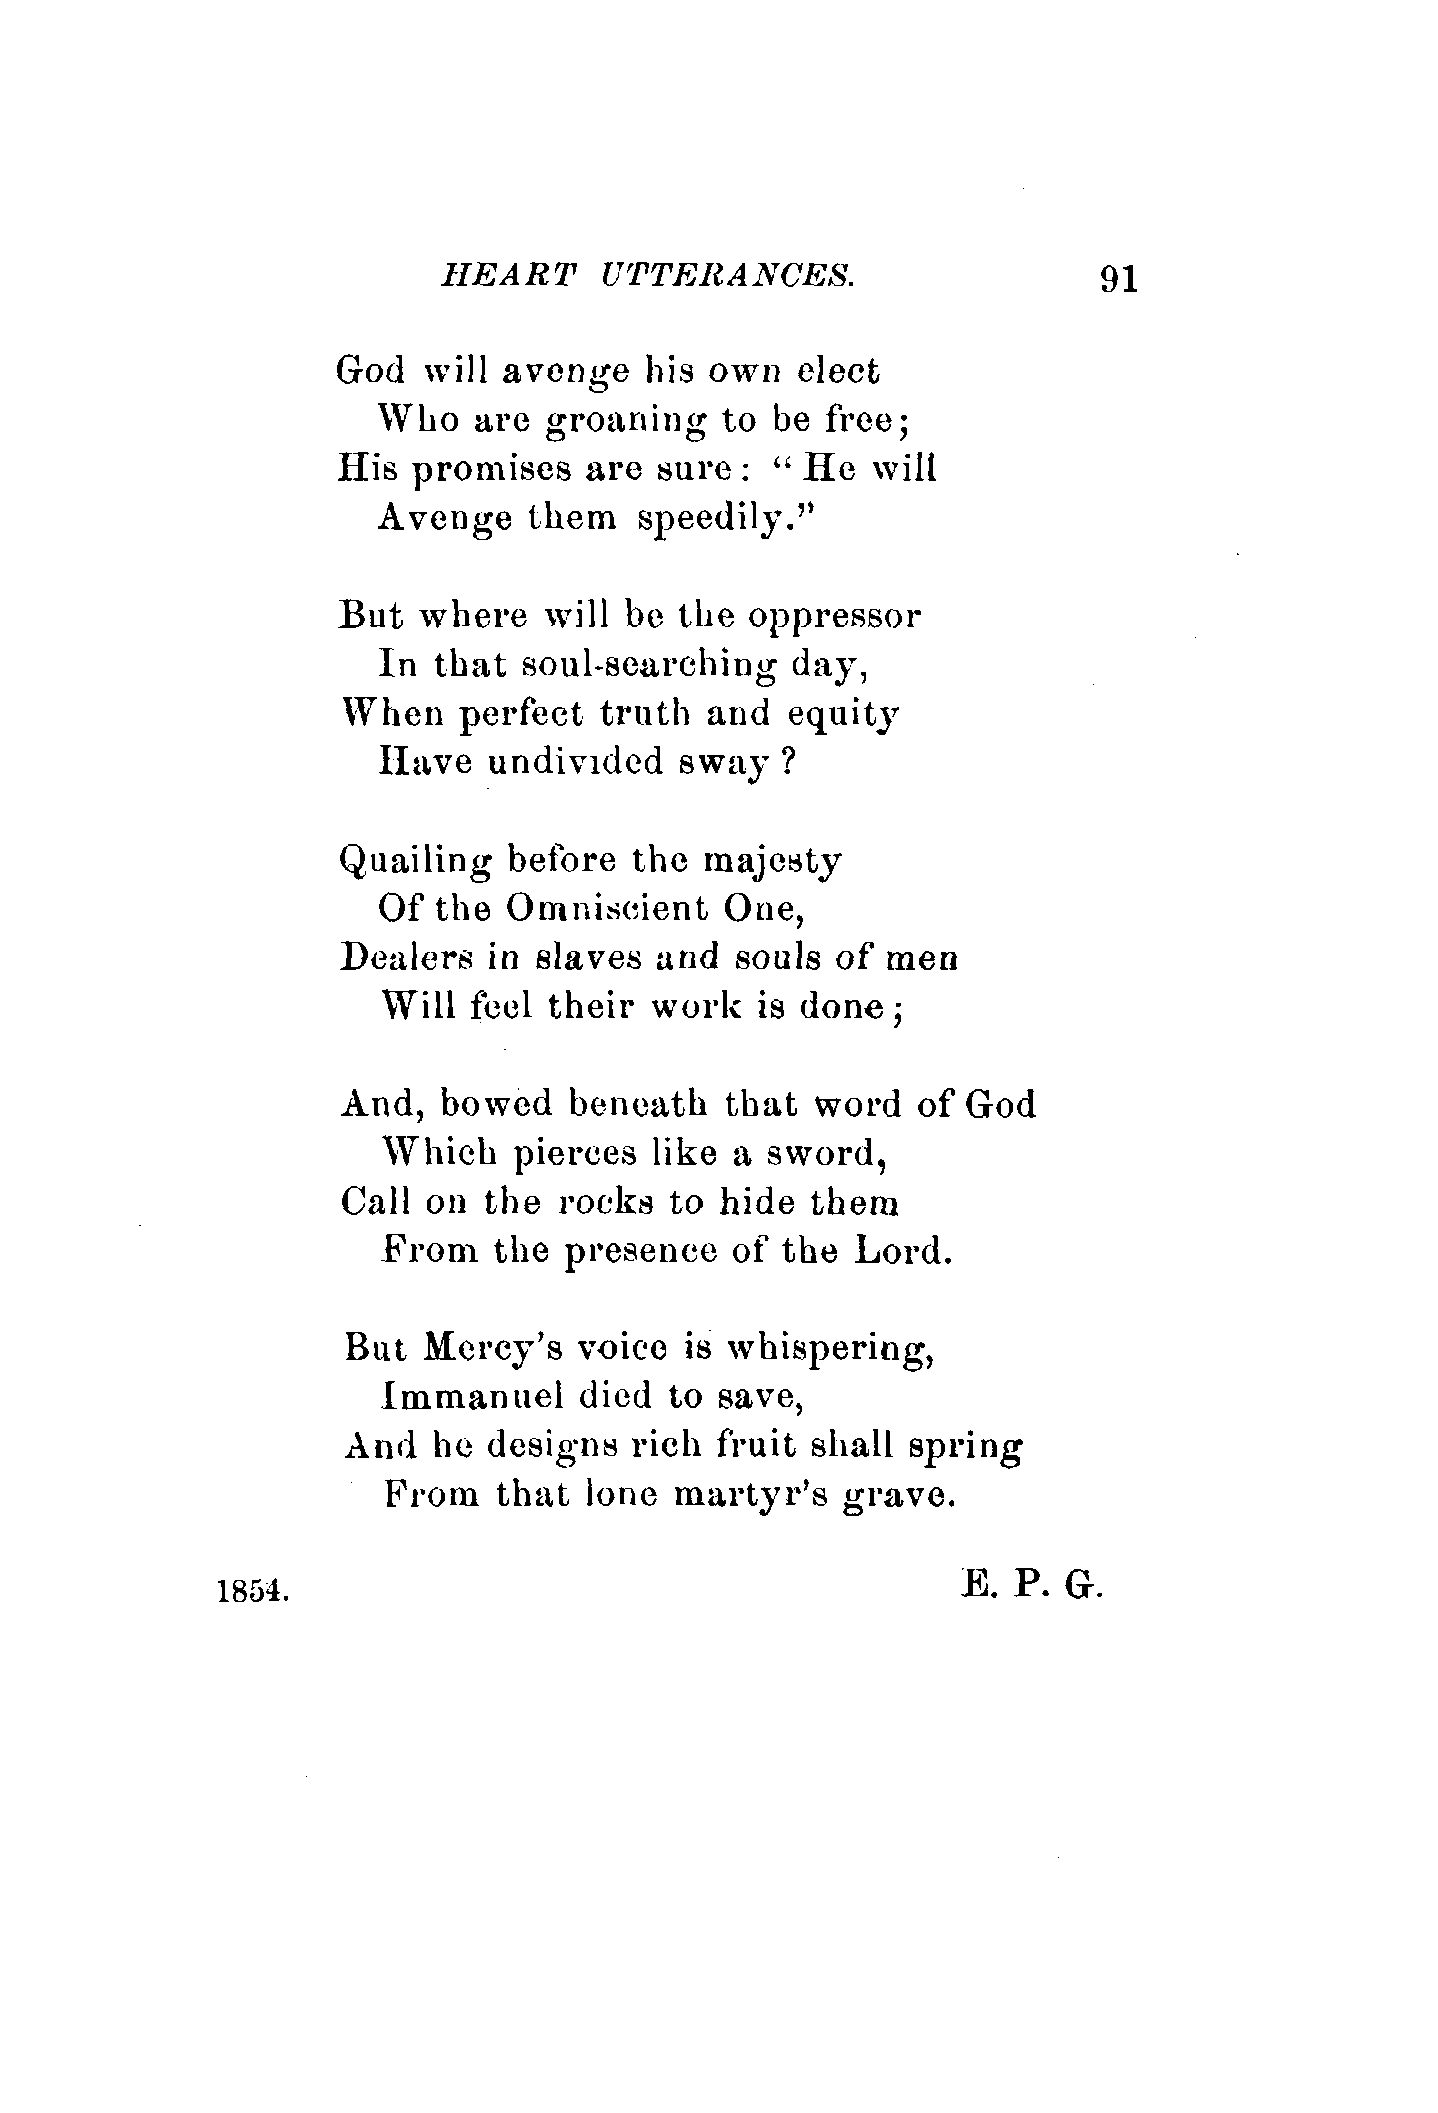 HEART UTTERANCES. 91
God will avenge his own elect
Who are groaning to be free;
His promises are sure: "He will
Avenge them speedily."
But where will be the oppressor
In that soul-searching day,
When perfect truth and equity
Have undivided sway?
Quailing before the majesty
Of the Omniscient One,
Dealers in slaves and souls of men
Will feel their work is done;
And, bowed beneath that word of God
Which pierces like a sword,
Call on the rocks to hide them
From the presence of the Lord.
But Mercy's voice is whispering,
Immanuel died to save,
And he designs rich fruit shall spring
From that lone martyr's grave.
1854. E. P. G.